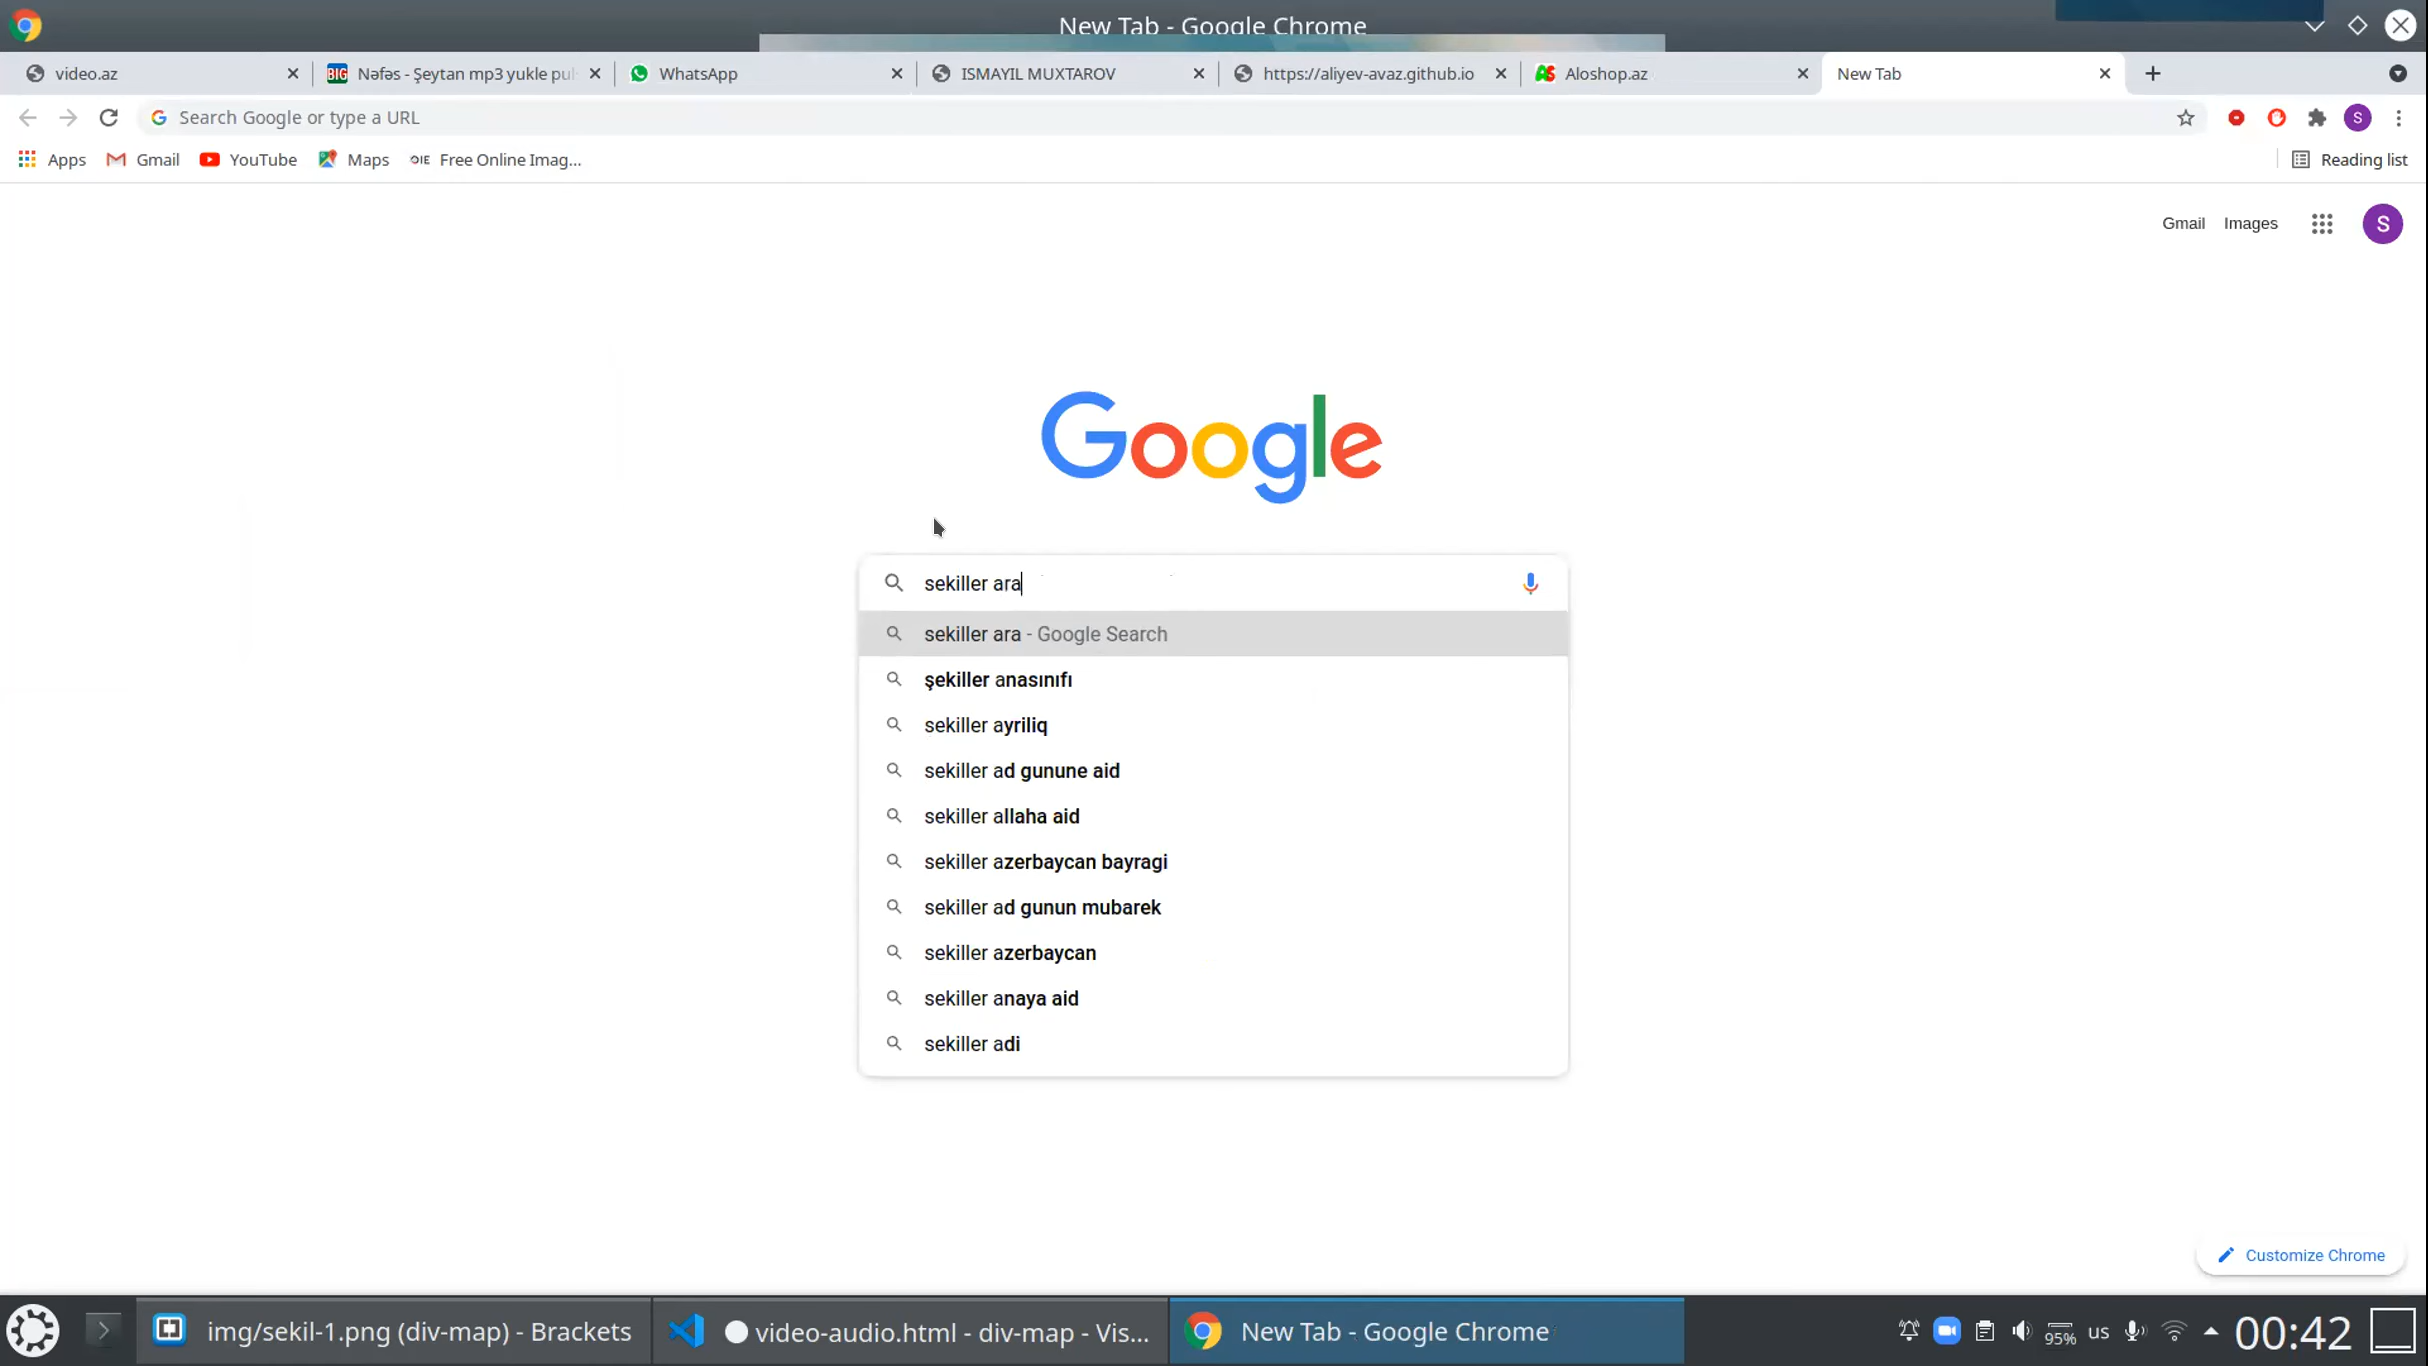 New Tab - Google Chrome
video.az
BIG Nəfəs - Şeytan mp3 yukle pul
WhatsApp
ISMAYIL MUXTAROV
https://aliyev-avaz.github.io
AS Aloshop.az
New Tab
Search Google or type a URL
S
Apps
Gmail
YouTube
Maps
OIE Free Online Imag...
Reading list
Gmail
Images
S
Google
sekiller ara
sekiller ara - Google Search
şekiller anasınıfı
sekiller ayriliq
sekiller ad gunune aid
sekiller allaha aid
sekiller azerbaycan bayragi
sekiller ad gunun mubarek
sekiller azerbaycan
sekiller anaya aid
sekiller adi
Customize Chrome
img/sekil-1.png (div-map) - Brackets
video-audio.html - div-map - Vis...
New Tab - Google Chrome
95%
us
00:42